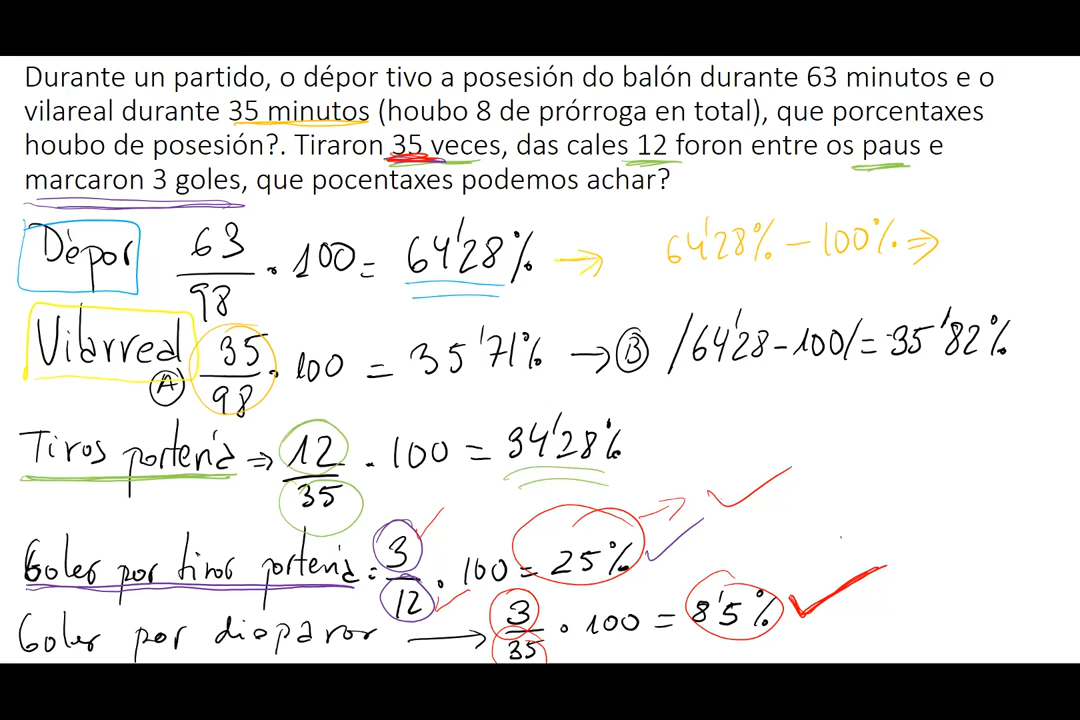 Durante un partido, o dépor tivo a posesión do balón durante 63 minutos e o
vilareal durante 35 minutos (houbo 8 de prórroga en total), que porcentaxes
houbo de posesión?. Tiraron 35 veces, das cales 12 foron entre os paus e
marcaron 3 goles, que pocentaxes podemos achar?
Dépor 63/98 · 100 = 64'28% → 64'28% - 100% ⇒
Vilarreal A 35/98 · 100 = 35'71% → B /64'28-100/ = 35'82%
Tiros portería ⇒ 12/35 · 100 = 34'28%
Goles por tiros portería = 3/12 · 100 = 25%
Goles por disparos → 3/35 · 100 = 8'5%